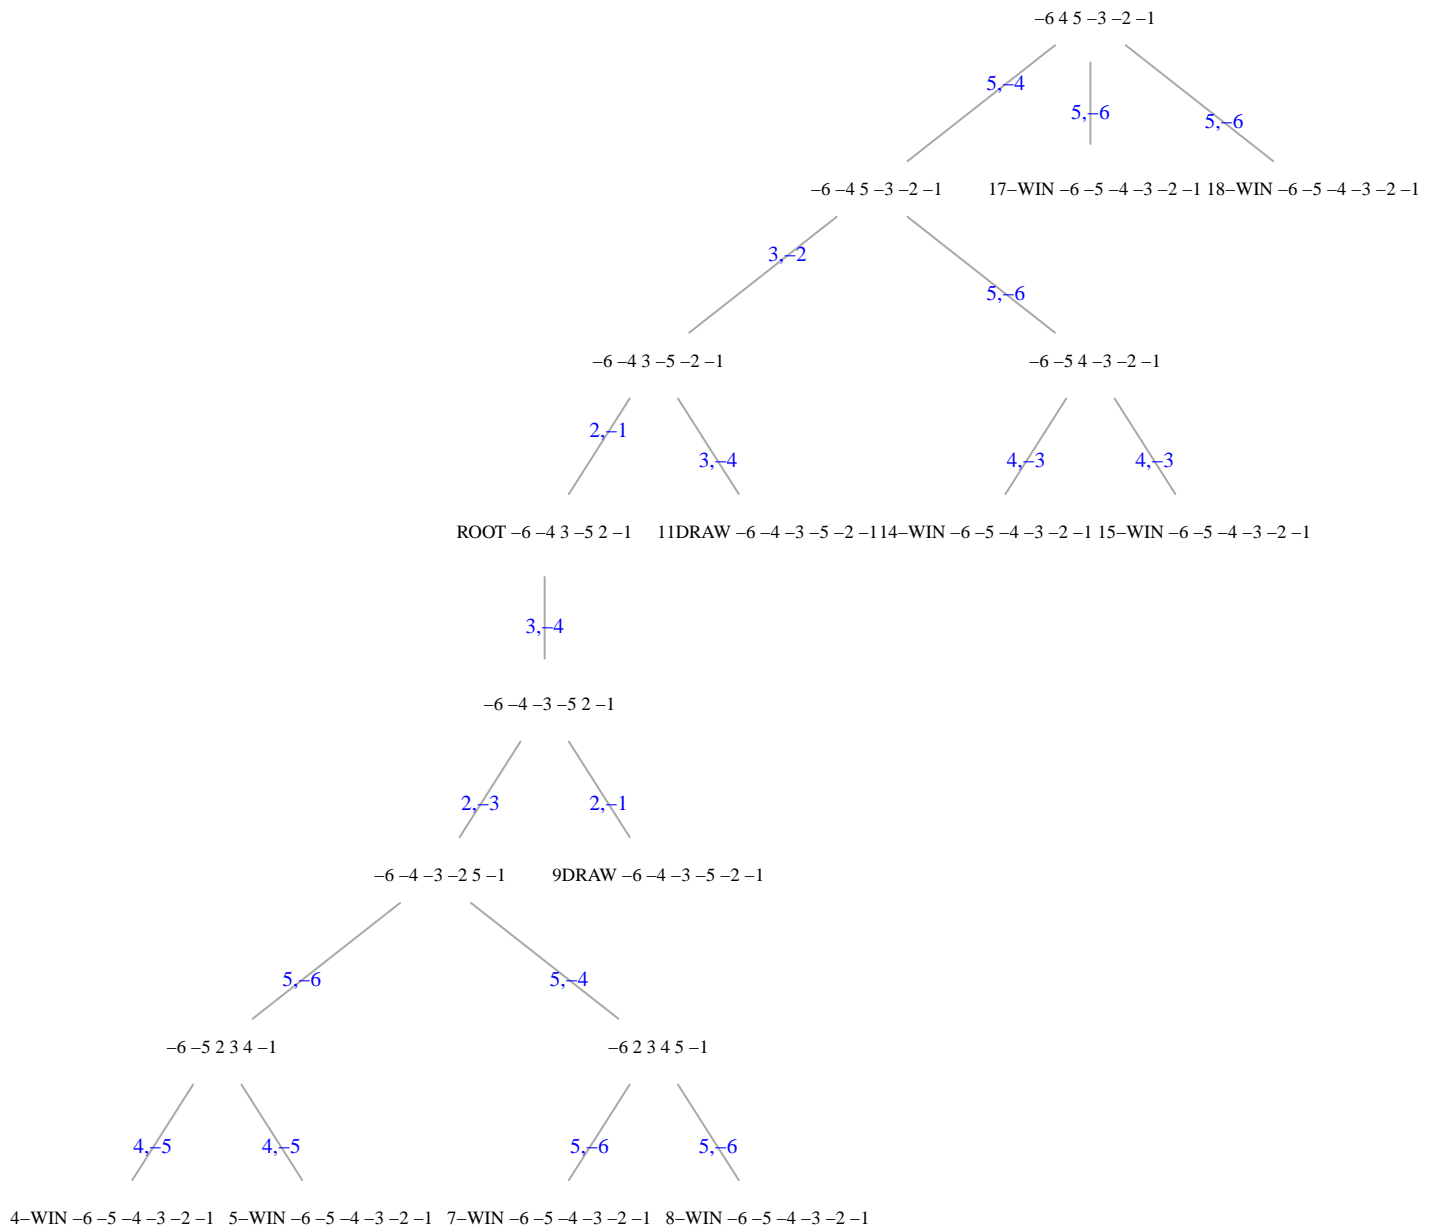 –6 4 5 –3 –2 –1
5,–4
5,–6
5,–6
–6 –4 5 –3 –2 –1
17–WIN –6 –5 –4 –3 –2 –1
18–WIN –6 –5 –4 –3 –2 –1
3,–2
5,–6
–6 –4 3 –5 –2 –1
–6 –5 4 –3 –2 –1
2,–1
3,–4
4,–3
4,–3
ROOT –6 –4 3 –5 2 –1
11DRAW –6 –4 –3 –5 –2 –1
14–WIN –6 –5 –4 –3 –2 –1
15–WIN –6 –5 –4 –3 –2 –1
3,–4
–6 –4 –3 –5 2 –1
2,–3
2,–1
–6 –4 –3 –2 5 –1
9DRAW –6 –4 –3 –5 –2 –1
5,–6
5,–4
–6 –5 2 3 4 –1
–6 2 3 4 5 –1
4,–5
4,–5
5,–6
5,–6
4–WIN –6 –5 –4 –3 –2 –1
5–WIN –6 –5 –4 –3 –2 –1
7–WIN –6 –5 –4 –3 –2 –1
8–WIN –6 –5 –4 –3 –2 –1